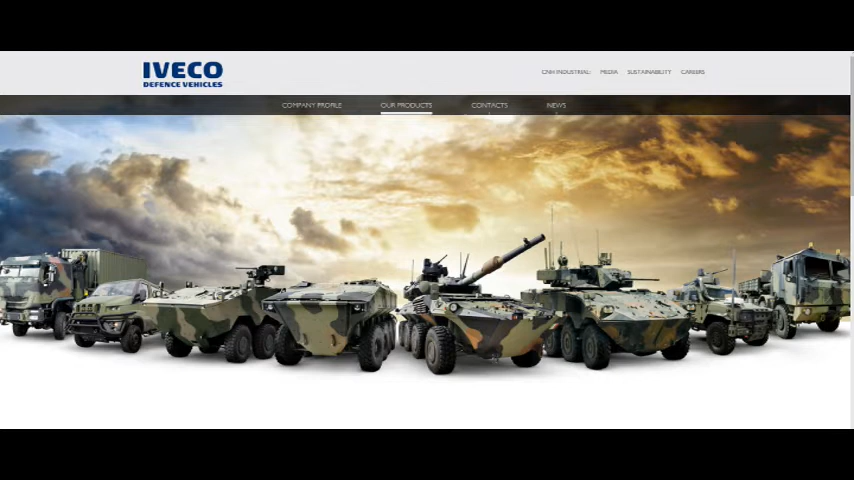 IVECO
DEFENCE VEHICLES
CNH INDUSTRIAL MEDIA SUSTAINABILITY CAREERS
COMPANY PROFILE OUR PRODUCTS CONTACTS NEWS